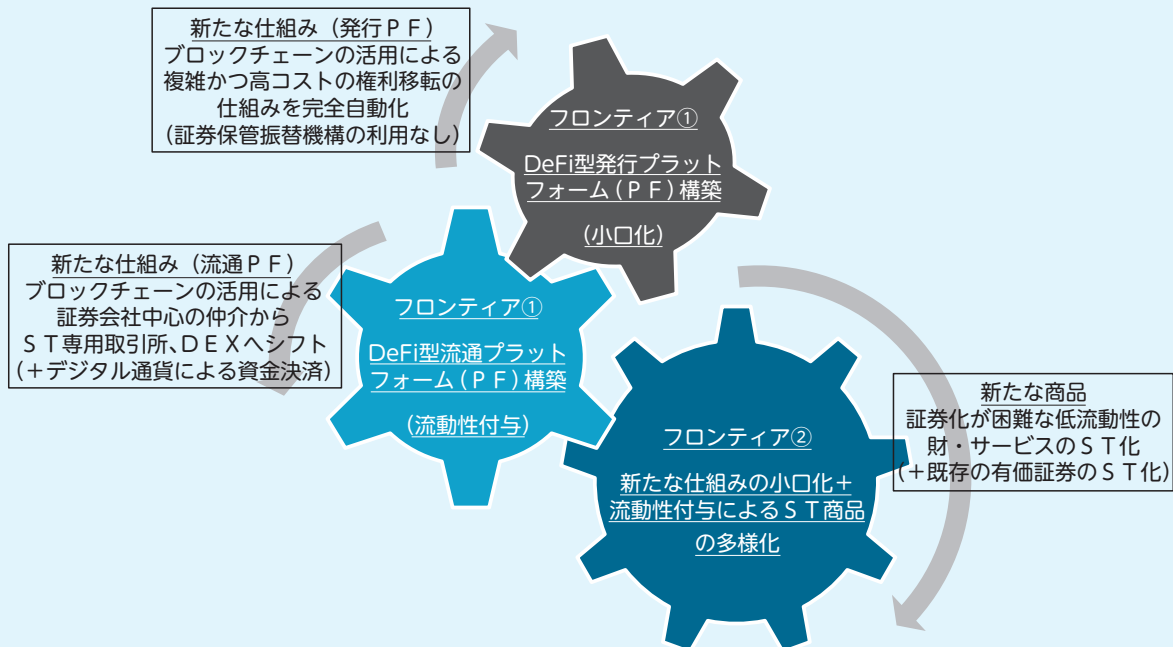 新たな仕組み（発行ＰＦ）
ブロックチェーンの活用による
複雑かつ高コストの権利移転の
仕組みを完全自動化
(証券保管振替機構の利用なし)
フロンティア①
DeFi型発行プラット
フォーム(ＰＦ)構築
(小口化)
新たな仕組み（流通ＰＦ）
ブロックチェーンの活用による
証券会社中心の仲介から
ＳＴ専用取引所、ＤＥＸへシフト
(＋デジタル通貨による資金決済)
フロンティア①
DeFi型流通プラット
フォーム(ＰＦ)構築
(流動性付与)
フロンティア②
新たな仕組みの小口化＋
流動性付与によるＳＴ商品
の多様化
新たな商品
証券化が困難な低流動性の
財・サービスのＳＴ化
(＋既存の有価証券のＳＴ化)